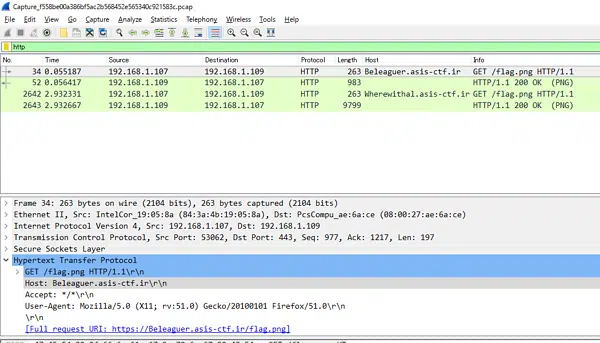 Capture_f558be00a386bf5ac2b568452e565340c921583c.pcap
File Edit View Go Capture Analyze Statistics Telephony Wireless Tools Help
http
No. Time Source Destination Protocol Length Host Info
34 0.055187 192.168.1.107 192.168.1.109 HTTP 263 Beleaguer.asis-ctf.ir GET /flag.png HTTP/1.1
52 0.056417 192.168.1.109 192.168.1.107 HTTP 983 HTTP/1.1 200 OK (PNG)
2642 2.932331 192.168.1.107 192.168.1.109 HTTP 263 Wherewithal.asis-ctf.ir GET /flag.png HTTP/1.1
2643 2.932667 192.168.1.109 192.168.1.107 HTTP 9799 HTTP/1.1 200 OK (PNG)
Frame 34: 263 bytes on wire (2104 bits), 263 bytes captured (2104 bits)
Ethernet II, Src: IntelCor_19:05:8a (84:3a:4b:19:05:8a), Dst: PcsCompu_ae:6a:ce (08:00:27:ae:6a:ce)
Internet Protocol Version 4, Src: 192.168.1.107, Dst: 192.168.1.109
Transmission Control Protocol, Src Port: 53062, Dst Port: 443, Seq: 977, Ack: 1217, Len: 197
Secure Sockets Layer
Hypertext Transfer Protocol
GET /flag.png HTTP/1.1\r\n
Host: Beleaguer.asis-ctf.ir\r\n
Accept: */*\r\n
User-Agent: Mozilla/5.0 (X11; rv:51.0) Gecko/20100101 Firefox/51.0\r\n
\r\n
[Full request URI: https://Beleaguer.asis-ctf.ir/flag.png]